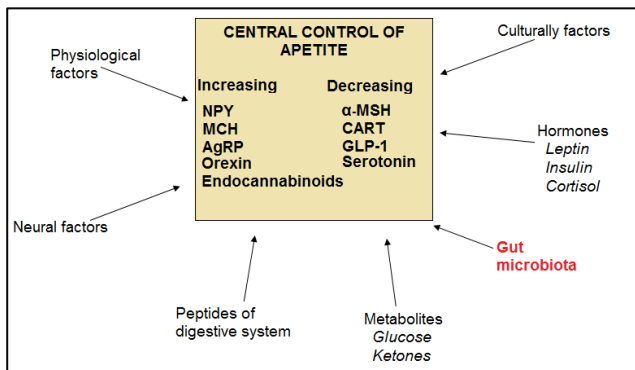 CENTRAL CONTROL OF
APETITE
Increasing
Decreasing
NPY
α-MSH
MCH
CART
AgRP
GLP-1
Orexin
Serotonin
Endocannabinoids
Physiological
factors
Culturally factors
Hormones
Leptin
Insulin
Cortisol
Neural factors
Gut
microbiota
Peptides of
digestive system
Metabolites
Glucose
Ketones